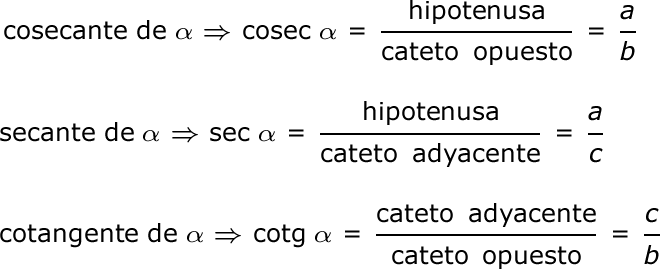 cosecante de α ⇒ cosec α = hipotenusa / cateto opuesto = a / b
secante de α ⇒ sec α = hipotenusa / cateto adyacente = a / c
cotangente de α ⇒ cotg α = cateto adyacente / cateto opuesto = c / b